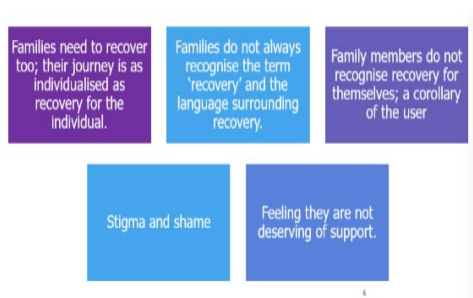 Families need to recover
too; their journey is as
individualised as
recovery for the
individual.
Families do not always
recognise the term
‘recovery’ and the
language surrounding
recovery.
Family members do not
recognise recovery for
themselves; a corollary
of the user
Stigma and shame
Feeling they are not
deserving of support.
6